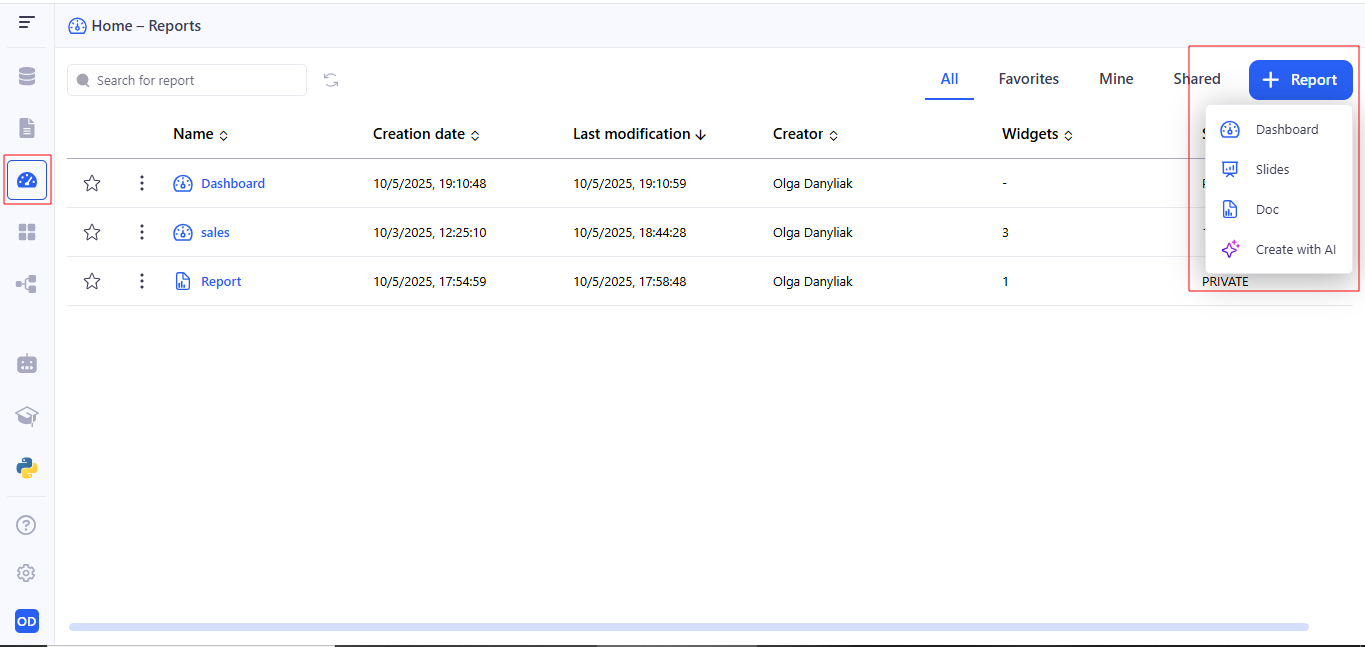 Home – Reports
Search for report
All Favorites Mine Shared + Report
Name Creation date Last modification Creator Widgets
Dashboard
Slides
Doc
Create with AI
Dashboard 10/5/2025, 19:10:48 10/5/2025, 19:10:59 Olga Danyliak -
sales 10/3/2025, 12:25:10 10/5/2025, 18:44:28 Olga Danyliak 3
Report 10/5/2025, 17:54:59 10/5/2025, 17:58:48 Olga Danyliak 1 PRIVATE
OD